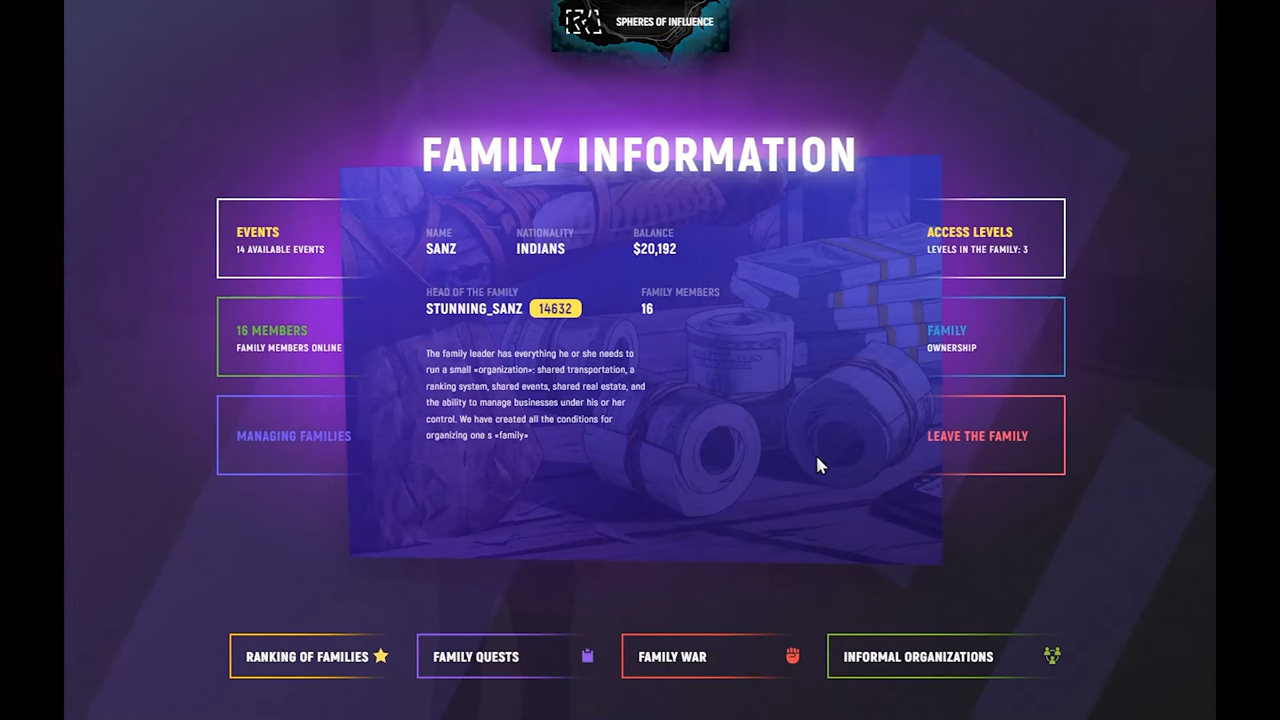 SPHERES OF INFLUENCE
FAMILY INFORMATION
EVENTS
14 AVAILABLE EVENTS
16 MEMBERS
FAMILY MEMBERS ONLINE
MANAGING FAMILIES
NAME NATIONALITY BALANCE
SANZ INDIANS $20,192
HEAD OF THE FAMILY FAMILY MEMBERS
STUNNING_SANZ 14632 16
The family leader has everything he or she needs to
run a small «organization»: shared transportation, a
ranking system, shared events, shared real estate, and
the ability to manage businesses under his or her
control. We have created all the conditions for
organizing one s «family»
ACCESS LEVELS
LEVELS IN THE FAMILY: 3
FAMILY
OWNERSHIP
LEAVE THE FAMILY
RANKING OF FAMILIES FAMILY QUESTS FAMILY WAR INFORMAL ORGANIZATIONS